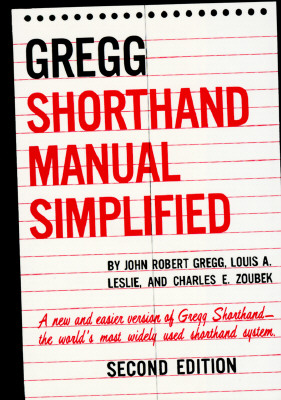 GREGG
SHORTHAND
MANUAL
SIMPLIFIED
BY JOHN ROBERT GREGG, LOUIS A.
LESLIE, AND CHARLES E. ZOUBEK
A new and easier version of Gregg Shorthand—
the world's most widely used shorthand system.
SECOND EDITION